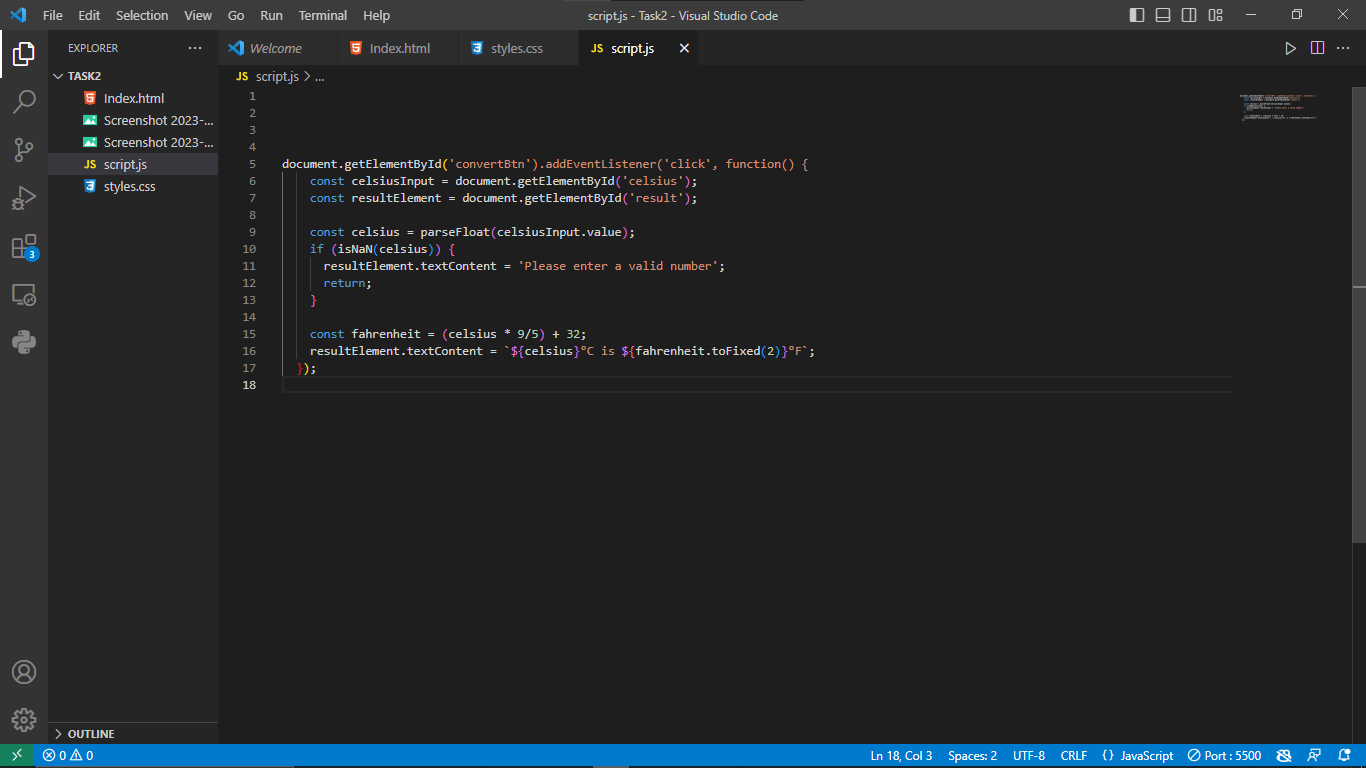 File Edit Selection View Go Run Terminal Help
script.js - Task2 - Visual Studio Code
EXPLORER
Welcome
Index.html
styles.css
JS script.js
TASK2
Index.html
Screenshot 2023-...
Screenshot 2023-...
JS script.js
styles.css
JS script.js > ...
1
2
3
4
5 document.getElementById('convertBtn').addEventListener('click', function() {
6 const celsiusInput = document.getElementById('celsius');
7 const resultElement = document.getElementById('result');
8
9 const celsius = parseFloat(celsiusInput.value);
10 if (isNaN(celsius)) {
11 resultElement.textContent = 'Please enter a valid number';
12 return;
13 }
14
15 const fahrenheit = (celsius * 9/5) + 32;
16 resultElement.textContent = `${celsius}°C is ${fahrenheit.toFixed(2)}°F`;
17 });
18
3
OUTLINE
0 0
Ln 18, Col 3 Spaces: 2 UTF-8 CRLF {} JavaScript Port : 5500